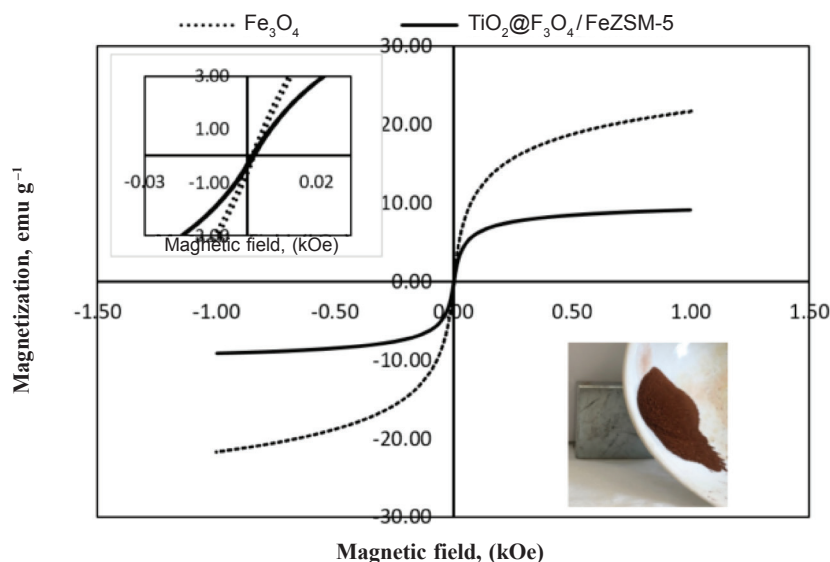 Fe₃O₄ TiO₂@F₃O₄/FeZSM-5
30.00
20.00
10.00
0.00
-1.50 -1.00 -0.50 0.00 0.50 1.00 1.50
-10.00
-20.00
-30.00
3.00
1.00
-0.03 -1.00 0.02
Magnetic field, (kOe)
Magnetization, emu g⁻¹
Magnetic field, (kOe)